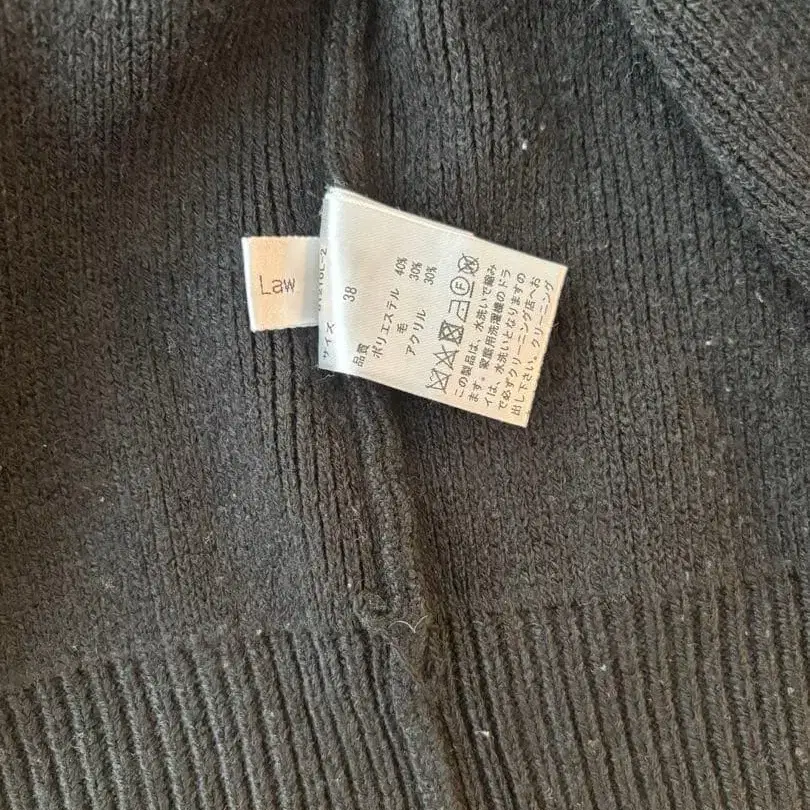 Law
サイズ 38
品質
ポリエステル 40%
毛 30%
アクリル 30%
この製品は、水洗いで縮み
ます。家庭用洗濯機のドラ
イは、水洗いとなりますの
で必ずクリーニング店へお
出し下さい。クリーニング